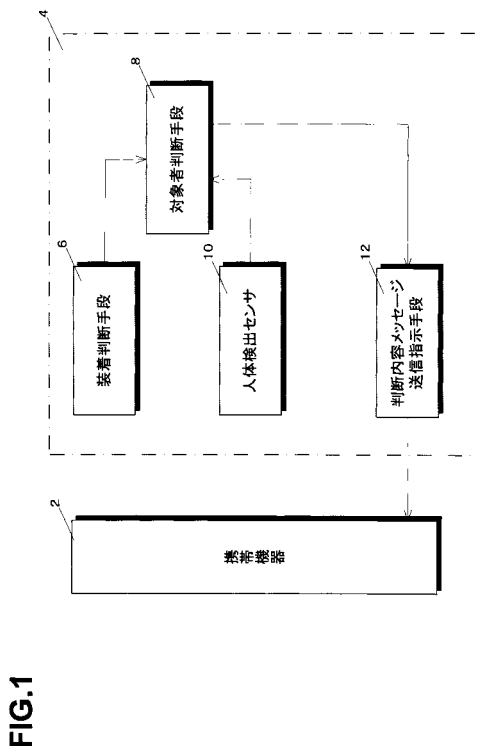 FIG.1
2
携帯機器
4
6
装着判断手段
8
対象者判断手段
10
人体検出センサ
12
判断内容メッセージ
送信指示手段